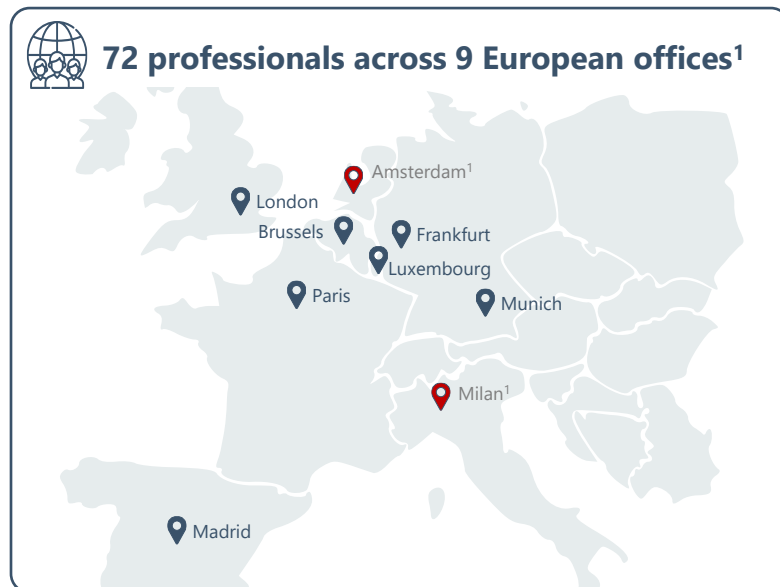 72 professionals across 9 European offices¹
Amsterdam¹
London
Brussels
Frankfurt
Luxembourg
Paris
Munich
Milan¹
Madrid